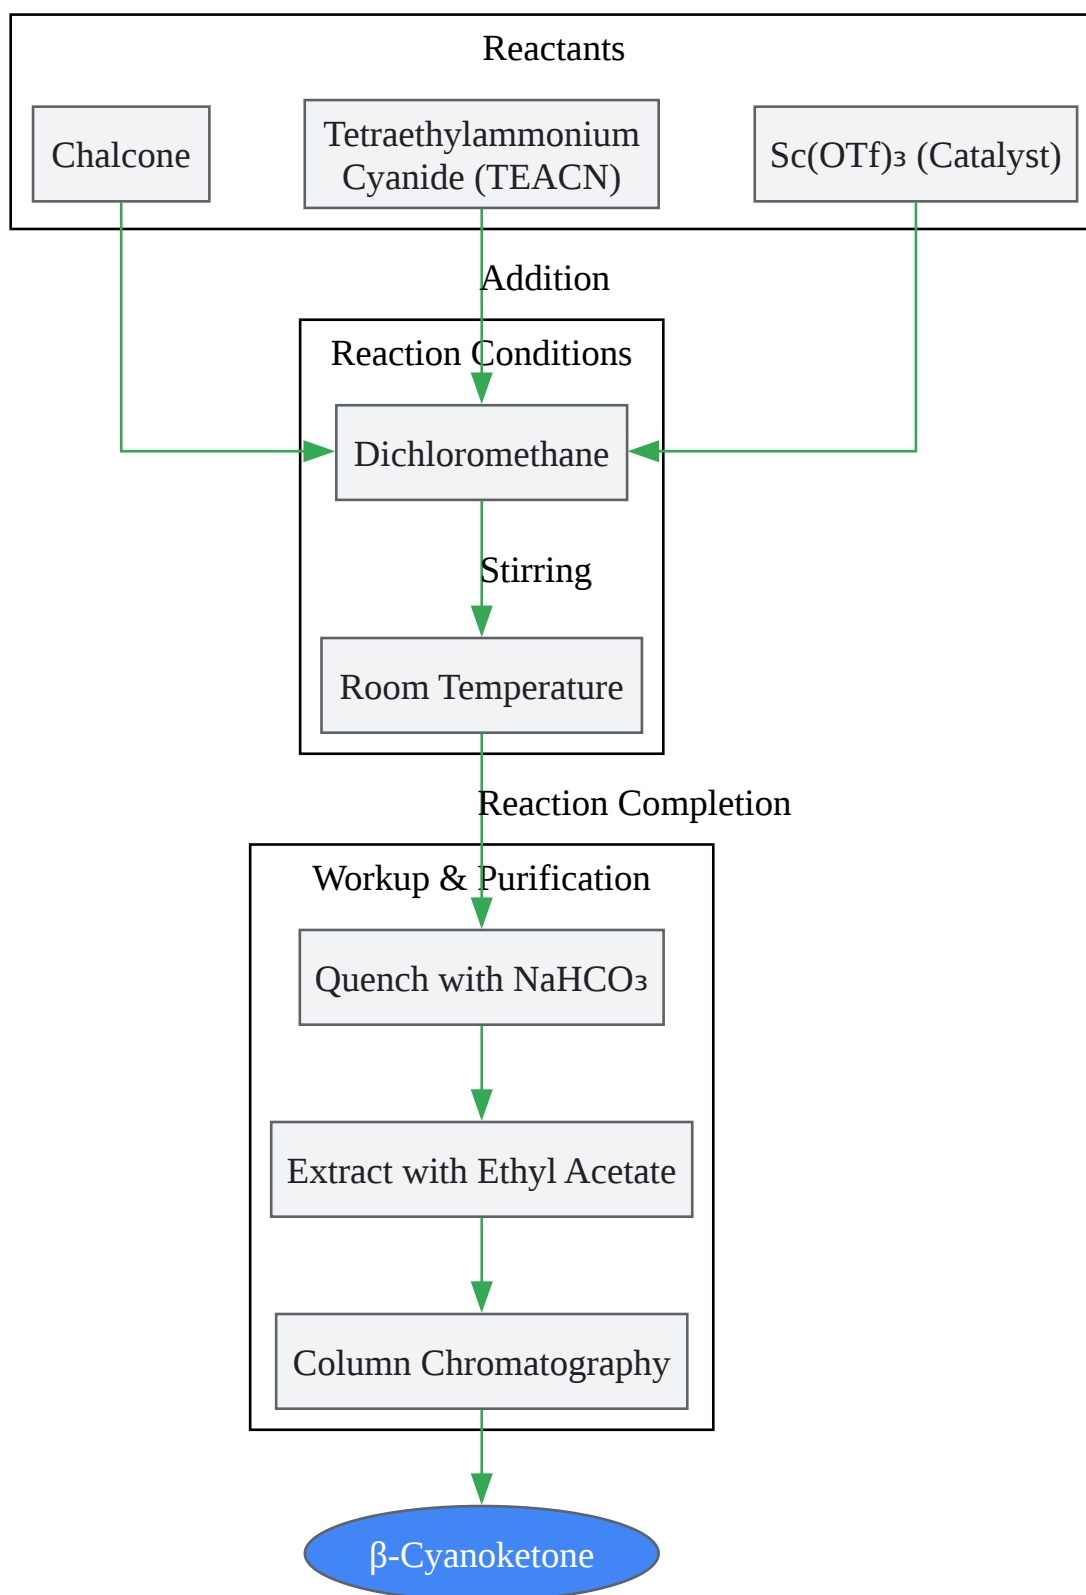 Reactants
Chalcone
Tetraethylammonium
Cyanide (TEACN)
Sc(OTf)₃ (Catalyst)
Addition
Reaction Conditions
Dichloromethane
Stirring
Room Temperature
Reaction Completion
Workup & Purification
Quench with NaHCO₃
Extract with Ethyl Acetate
Column Chromatography
β-Cyanoketone